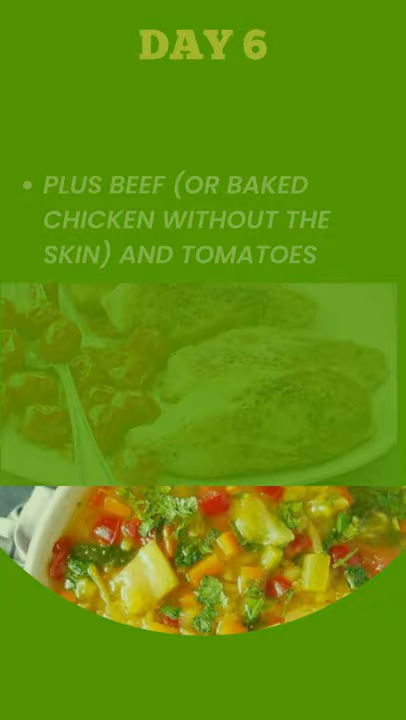 DAY 6
• PLUS BEEF (OR BAKED
CHICKEN WITHOUT THE
SKIN) AND TOMATOES